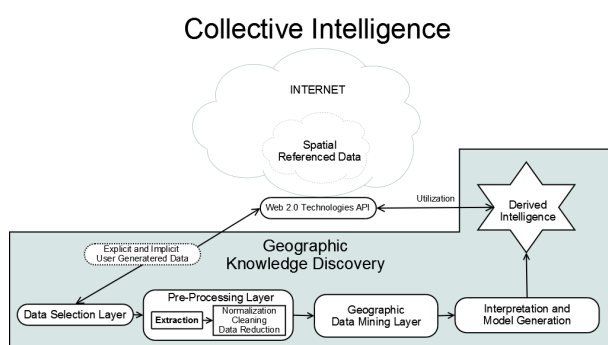 Collective Intelligence
INTERNET
Spatial
Referenced Data
Web 2.0 Technologies API
Utilization
Derived
Intelligence
Explicit and Implicit
User Generatered Data
Geographic
Knowledge Discovery
Data Selection Layer
Pre-Processing Layer
Extraction
Normalization
Cleaning
Data Reduction
Geographic
Data Mining Layer
Interpretation and
Model Generation